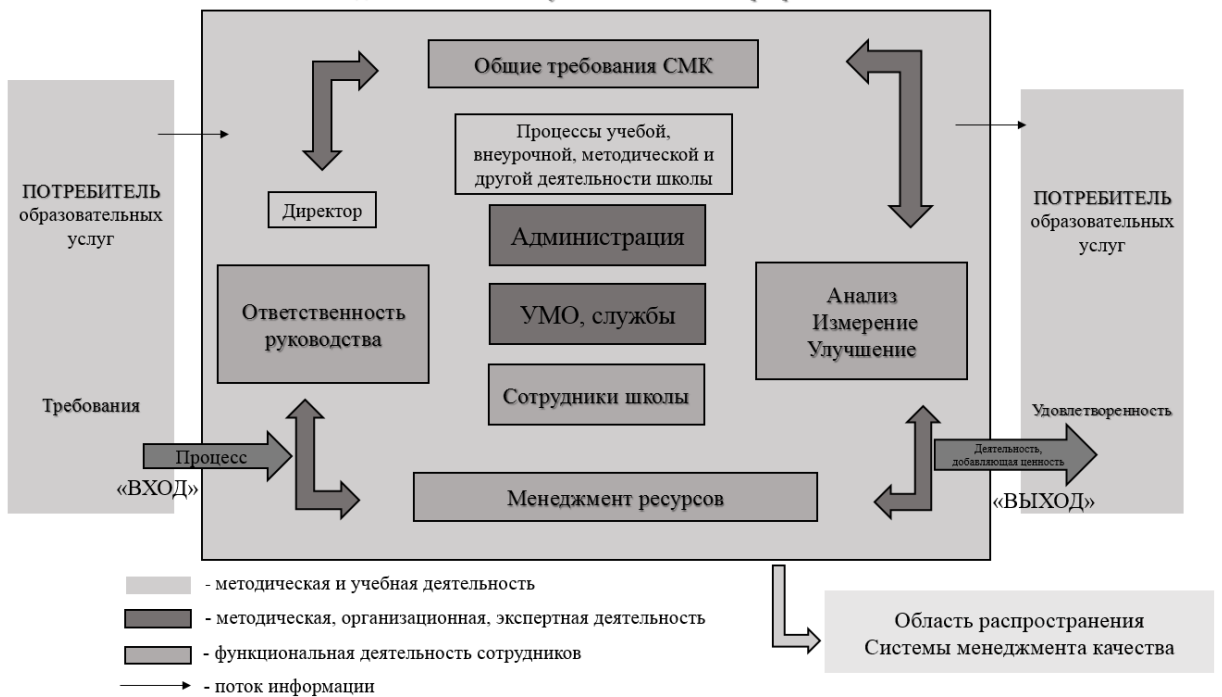 Общие требования СМК
Процессы учебой,
внеурочной, методической и
другой деятельности школы
ПОТРЕБИТЕЛЬ
образовательных
услуг
Директор
Администрация
ПОТРЕБИТЕЛЬ
образовательных
услуг
Ответственность
руководства
УМО, службы
Анализ
Измерение
Улучшение
Требования
Сотрудники школы
Удовлетворенность
Процесс
Деятельность,
добавляющая ценность
«ВХОД»
Менеджмент ресурсов
«ВЫХОД»
- методическая и учебная деятельность
- методическая, организационная, экспертная деятельность
- функциональная деятельность сотрудников
- поток информации
Область распространения
Системы менеджмента качества